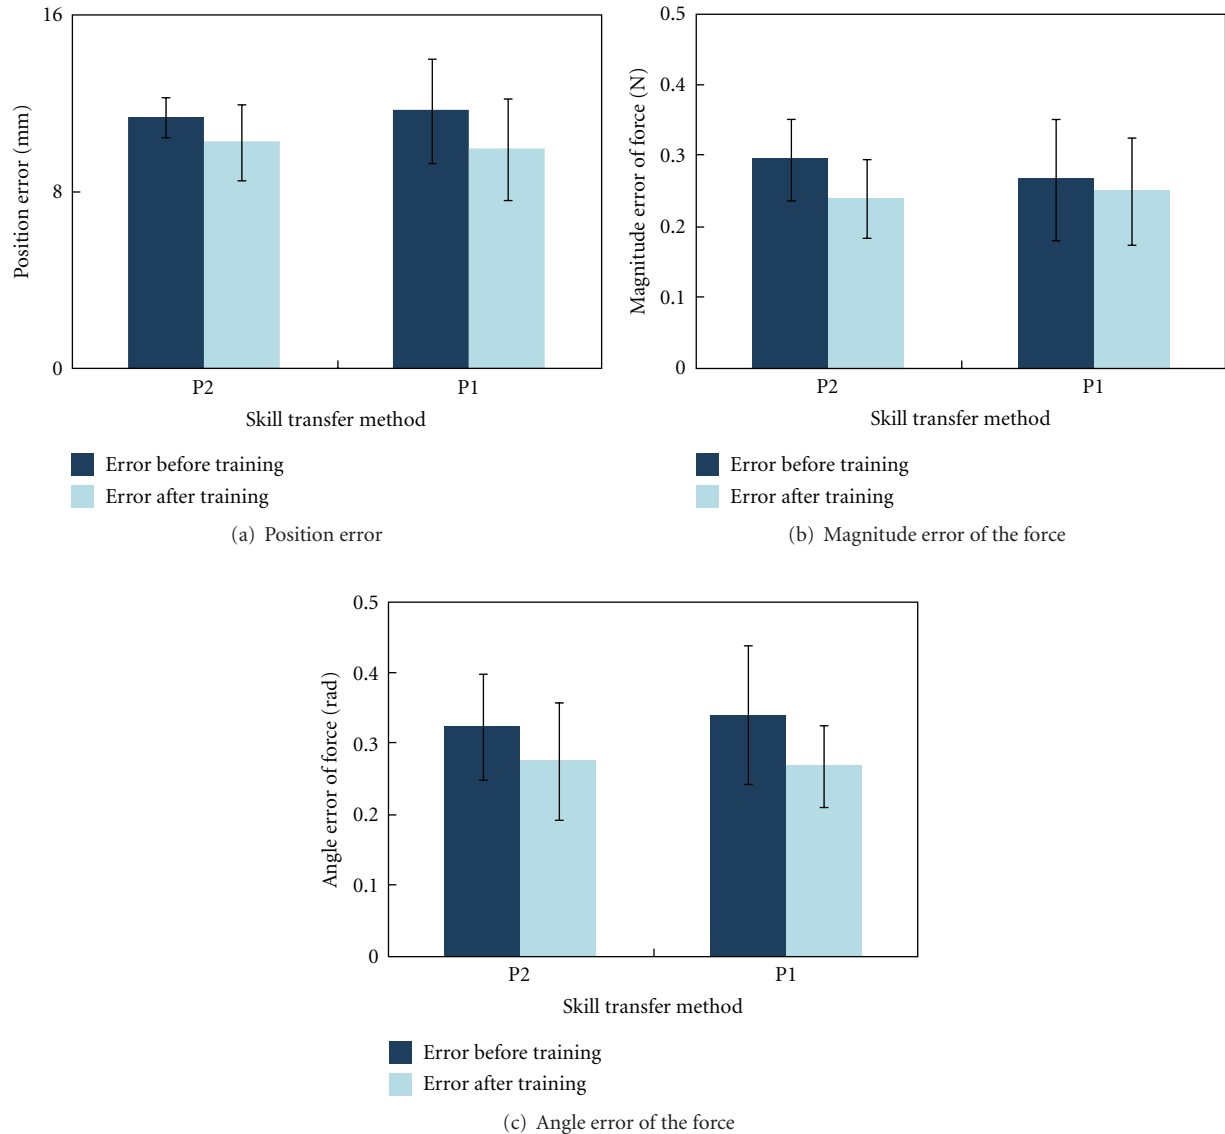 16
8
0
Position error (mm)
P2
P1
Skill transfer method
Error before training
Error after training
(a) Position error
0.5
0.4
0.3
0.2
0.1
0
Magnitude error of force (N)
P2
P1
Skill transfer method
Error before training
Error after training
(b) Magnitude error of the force
0.5
0.4
0.3
0.2
0.1
0
Angle error of force (rad)
P2
P1
Skill transfer method
Error before training
Error after training
(c) Angle error of the force